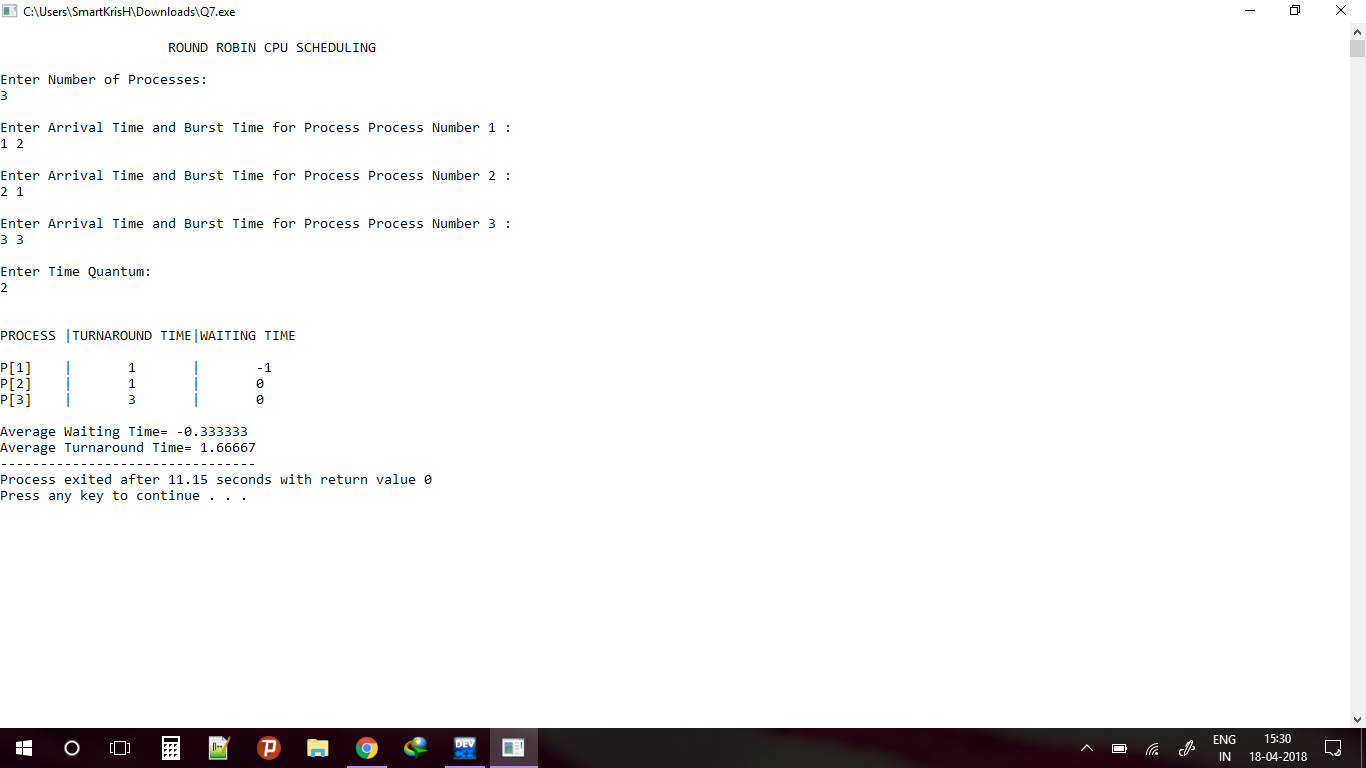 C:\Users\SmartKrisH\Downloads\Q7.exe
ROUND ROBIN CPU SCHEDULING
Enter Number of Processes:
3
Enter Arrival Time and Burst Time for Process Process Number 1 :
1 2
Enter Arrival Time and Burst Time for Process Process Number 2 :
2 1
Enter Arrival Time and Burst Time for Process Process Number 3 :
3 3
Enter Time Quantum:
2
PROCESS |TURNAROUND TIME|WAITING TIME
P[1] | 1 | -1
P[2] | 1 | 0
P[3] | 3 | 0
Average Waiting Time= -0.333333
Average Turnaround Time= 1.66667
--------------------------------
Process exited after 11.15 seconds with return value 0
Press any key to continue . . .
DEV
ENG
IN
15:30
18-04-2018